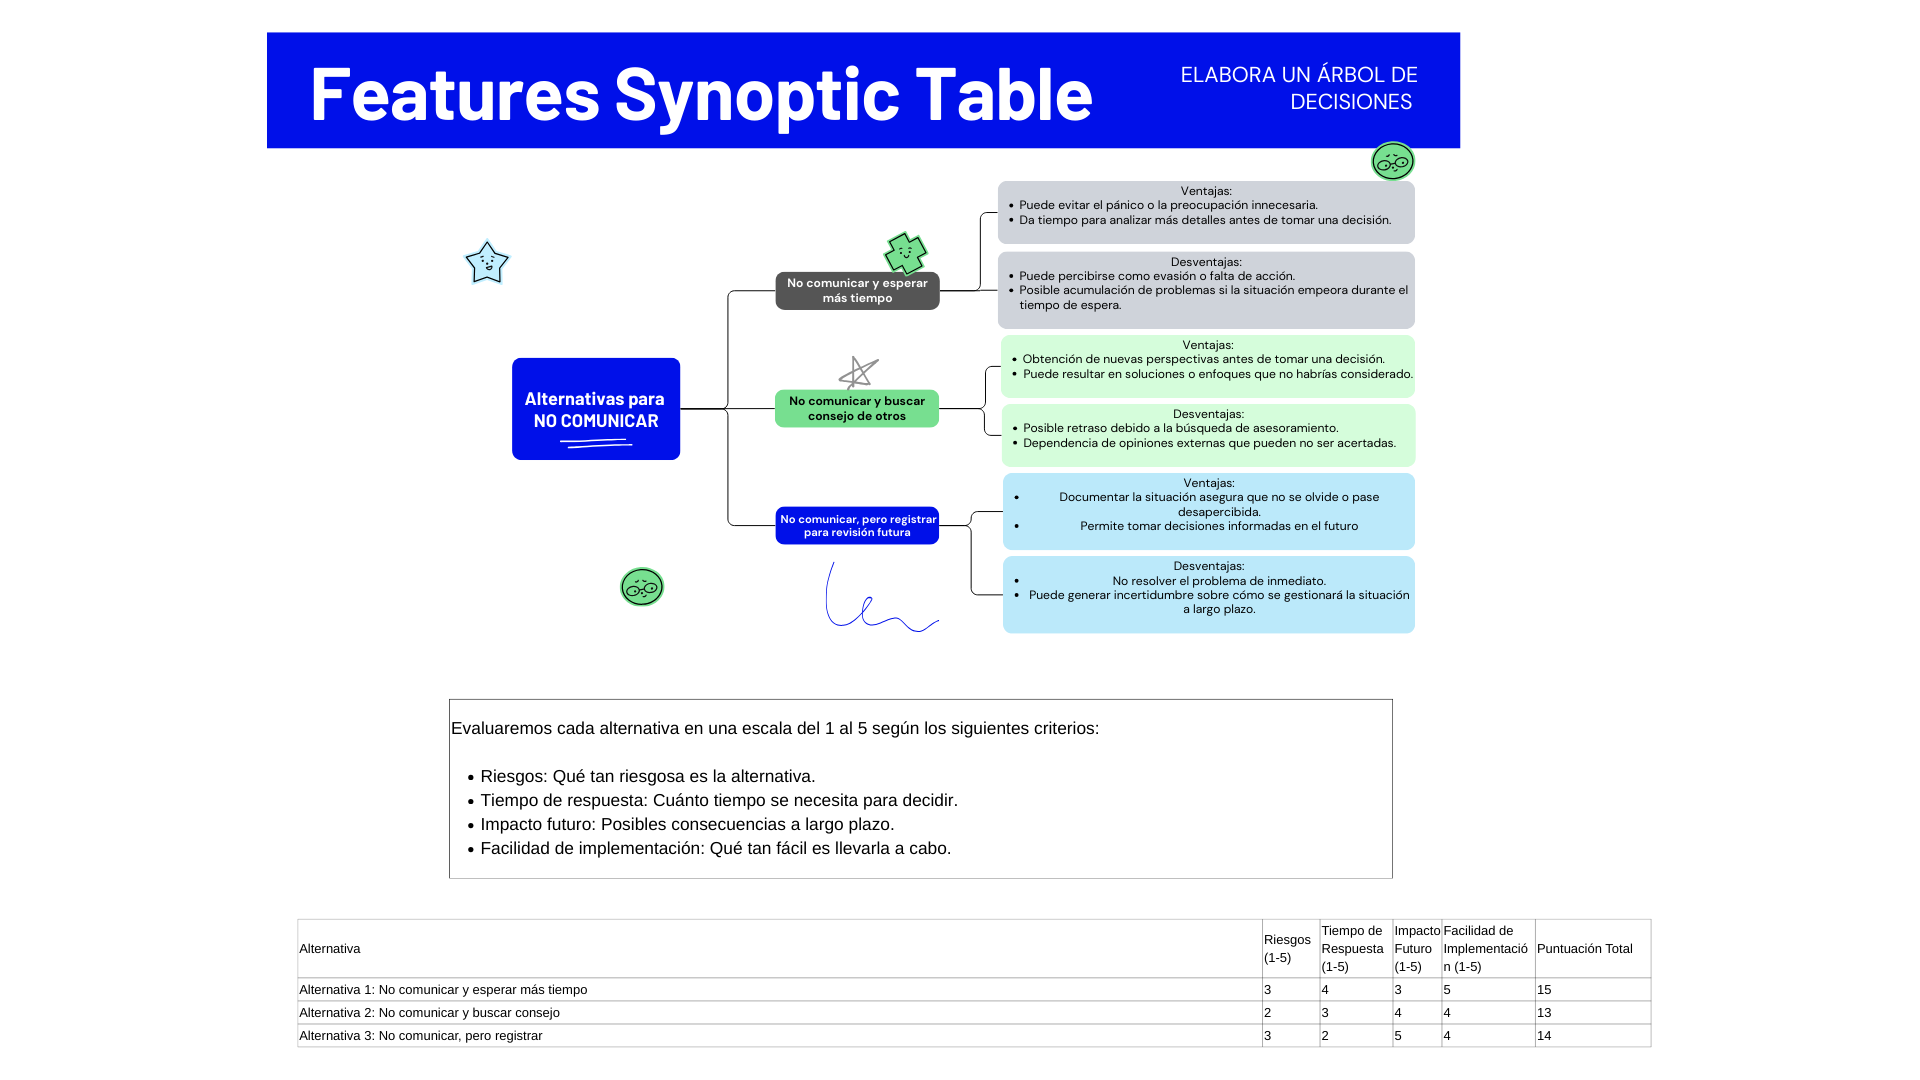 Features Synoptic Table
ELABORA UN ÁRBOL DE
DECISIONES
Ventajas:
• Puede evitar el pánico o la preocupación innecesaria.
• Da tiempo para analizar más detalles antes de tomar una decisión.
No comunicar y esperar
más tiempo
Desventajas:
• Puede percibirse como evasión o falta de acción.
• Posible acumulación de problemas si la situación empeora durante el
tiempo de espera.
Alternativas para
NO COMUNICAR
No comunicar y buscar
consejo de otros
Ventajas:
• Obtención de nuevas perspectivas antes de tomar una decisión.
• Puede resultar en soluciones o enfoques que no habrías considerado.
Desventajas:
• Posible retraso debido a la búsqueda de asesoramiento.
• Dependencia de opiniones externas que pueden no ser acertadas.
No comunicar, pero registrar
para revisión futura
Ventajas:
• Documentar la situación asegura que no se olvide o pase
desapercibida.
• Permite tomar decisiones informadas en el futuro
Desventajas:
• No resolver el problema de inmediato.
• Puede generar incertidumbre sobre cómo se gestionará la situación
a largo plazo.
Evaluaremos cada alternativa en una escala del 1 al 5 según los siguientes criterios:
• Riesgos: Qué tan riesgosa es la alternativa.
• Tiempo de respuesta: Cuánto tiempo se necesita para decidir.
• Impacto futuro: Posibles consecuencias a largo plazo.
• Facilidad de implementación: Qué tan fácil es llevarla a cabo.
Alternativa
Riesgos
(1-5)
Tiempo de
Respuesta
(1-5)
Impacto
Futuro
(1-5)
Facilidad de
Implementació
n (1-5)
Puntuación Total
Alternativa 1: No comunicar y esperar más tiempo 3 4 3 5 15
Alternativa 2: No comunicar y buscar consejo 2 3 4 4 13
Alternativa 3: No comunicar, pero registrar 3 2 5 4 14